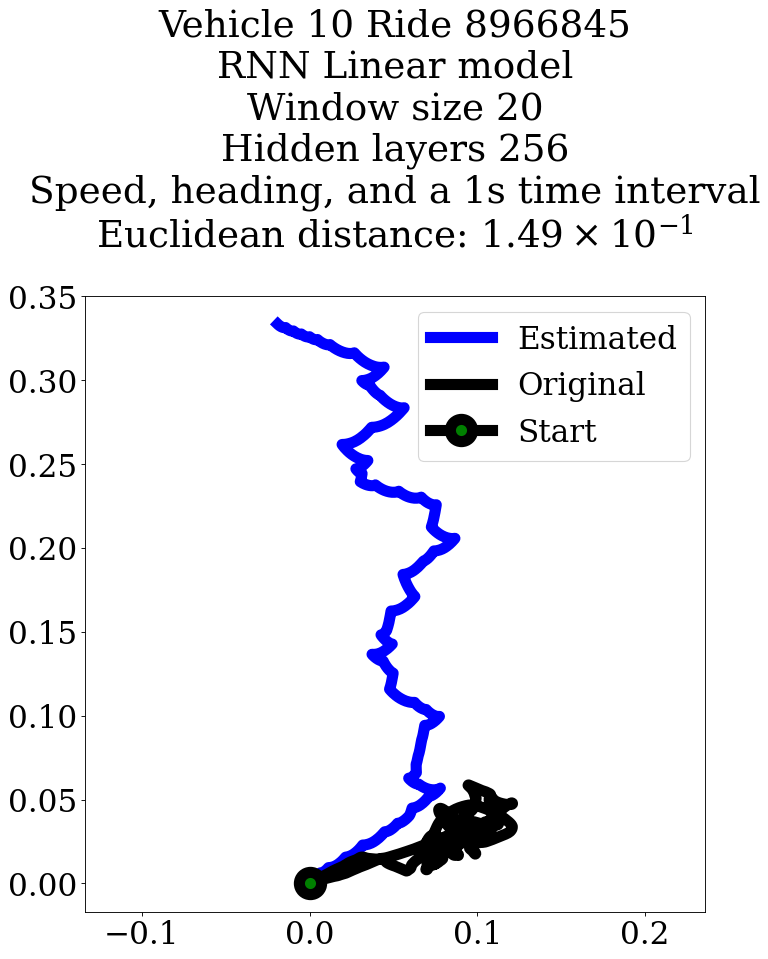 Vehicle 10 Ride 8966845
RNN Linear model
Window size 20
Hidden layers 256
Speed, heading, and a 1s time interval
Euclidean distance: 1.49 × 10⁻¹
0.35
0.30
0.25
0.20
0.15
0.10
0.05
0.00
Estimated
Original
Start
−0.1
0.0
0.1
0.2